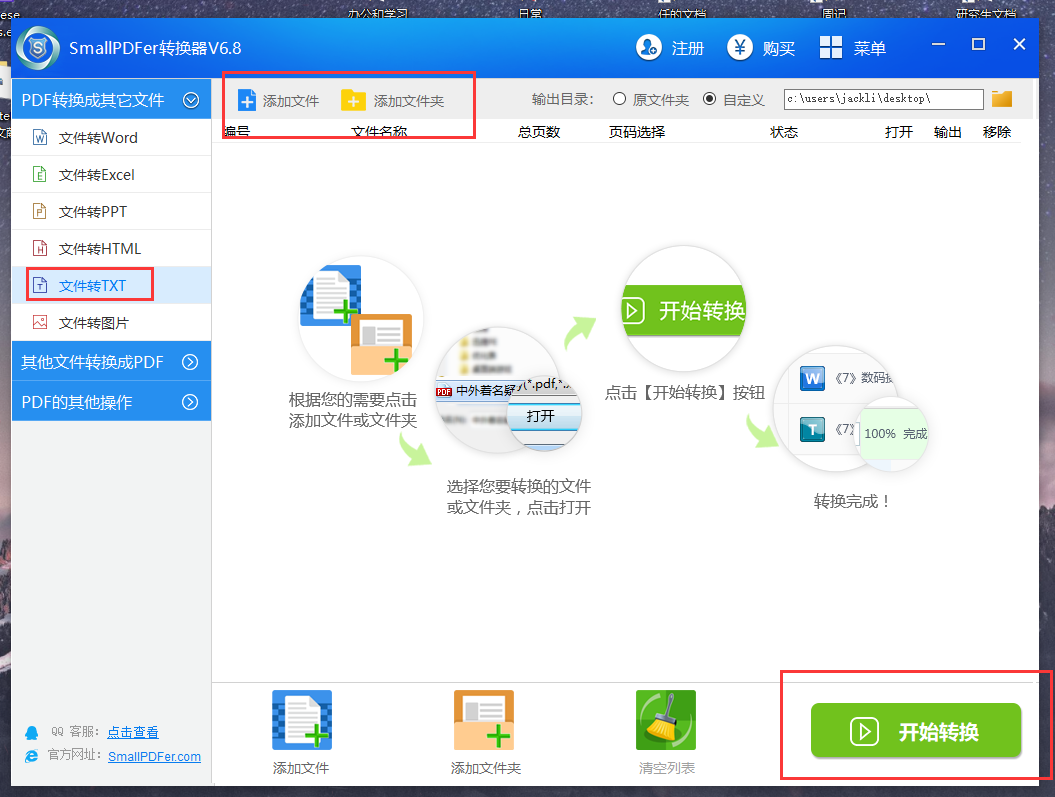 办公和学习
日常
任的文档
周记
研究生文档
SmallPDFer转换器V6.8
注册
购买
菜单
PDF转换成其它文件
文件转Word
文件转Excel
文件转PPT
文件转HTML
文件转TXT
文件转图片
其他文件转换成PDF
PDF的其他操作
添加文件
添加文件夹
输出目录:
原文件夹
自定义
c:\users\jackli\desktop\
编号
文件名称
总页数
页码选择
状态
打开
输出
移除
根据您的需要点击
添加文件或文件夹
PDF 中外着名
*.pdf,*.
打开
选择您要转换的文件
或文件夹，点击打开
开始转换
点击【开始转换】按钮
W 《7》数码
T 《7》
100% 完成
转换完成！
添加文件
添加文件夹
清空列表
开始转换
QQ 客服: 点击查看
官方网址: SmallPDFer.com